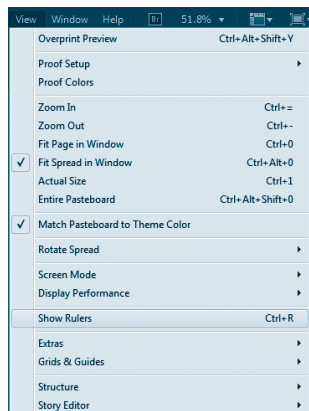 View Window Help Br 51.8%
Overprint Preview Ctrl+Alt+Shift+Y
Proof Setup
Proof Colors
Zoom In Ctrl+=
Zoom Out Ctrl+-
Fit Page in Window Ctrl+0
Fit Spread in Window Ctrl+Alt+0
Actual Size Ctrl+1
Entire Pasteboard Ctrl+Alt+Shift+0
Match Pasteboard to Theme Color
Rotate Spread
Screen Mode
Display Performance
Show Rulers Ctrl+R
Extras
Grids & Guides
Structure
Story Editor